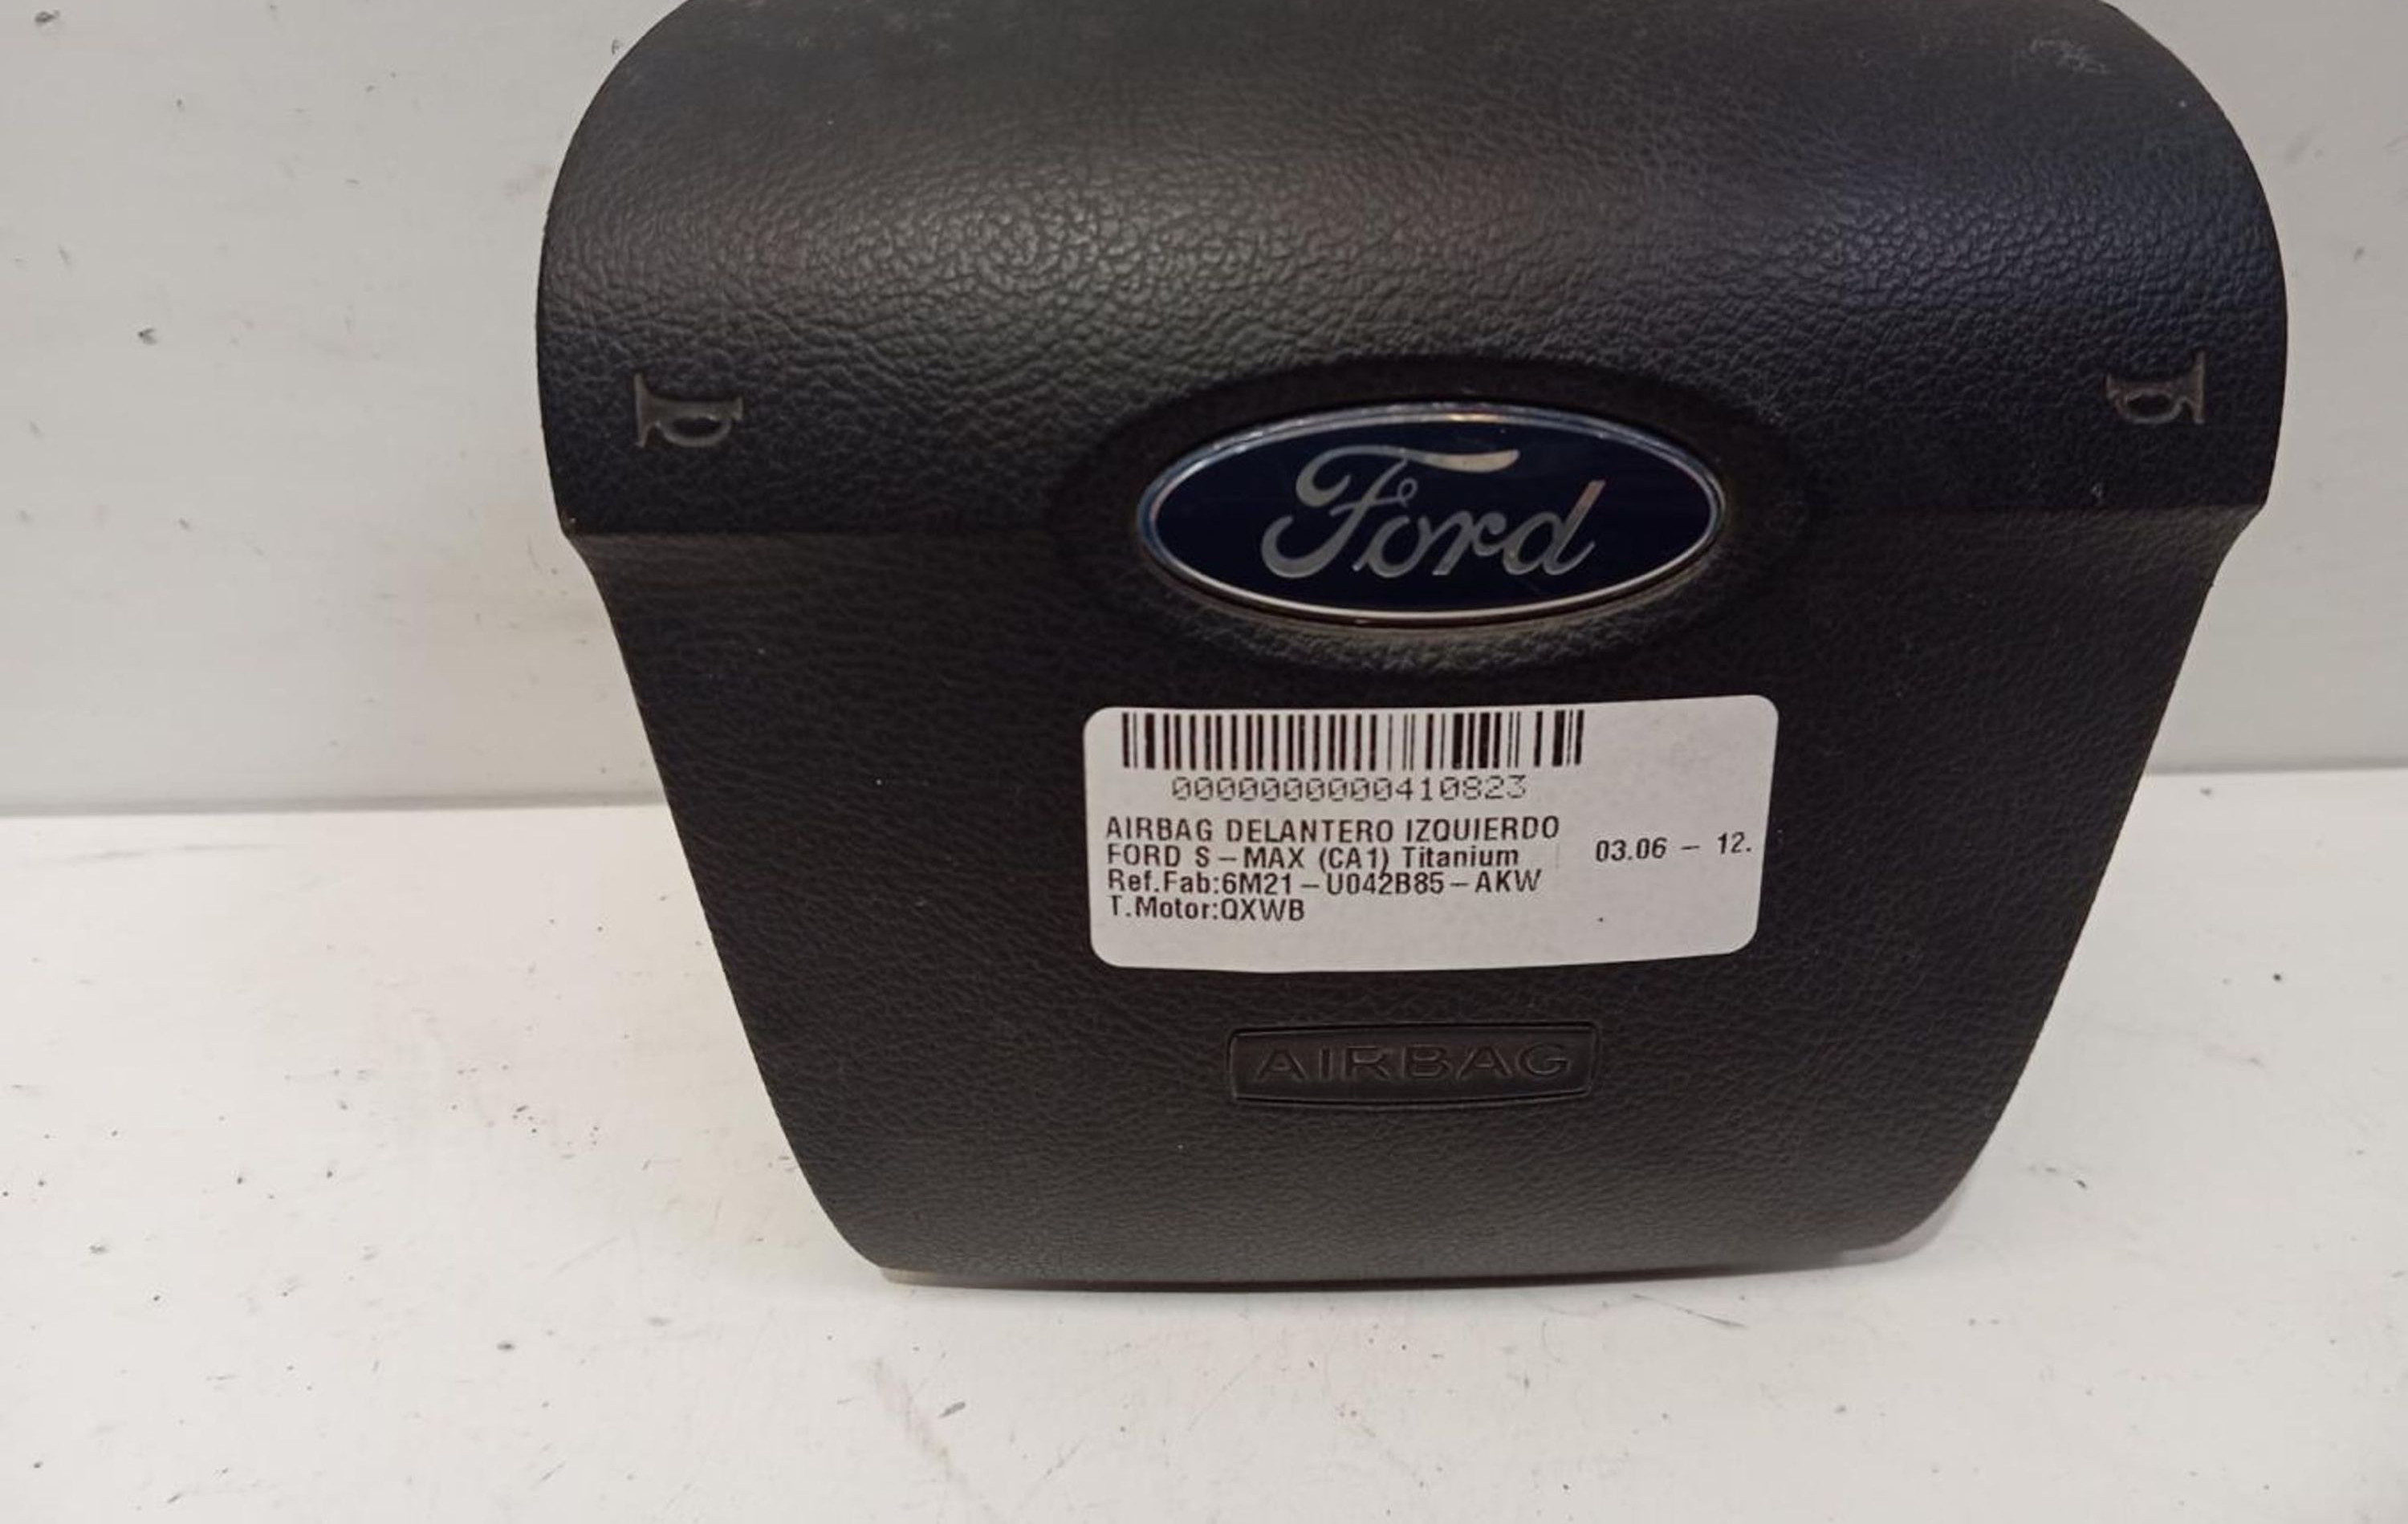 Ford
0000000000410823
AIRBAG DELANTERO IZQUIERDO
FORD S-MAX (CA1) Titanium 03.06 - 12.
Ref.Fab:6M21-U042B85-AKW
T.Motor:QXWB
AIRBAG